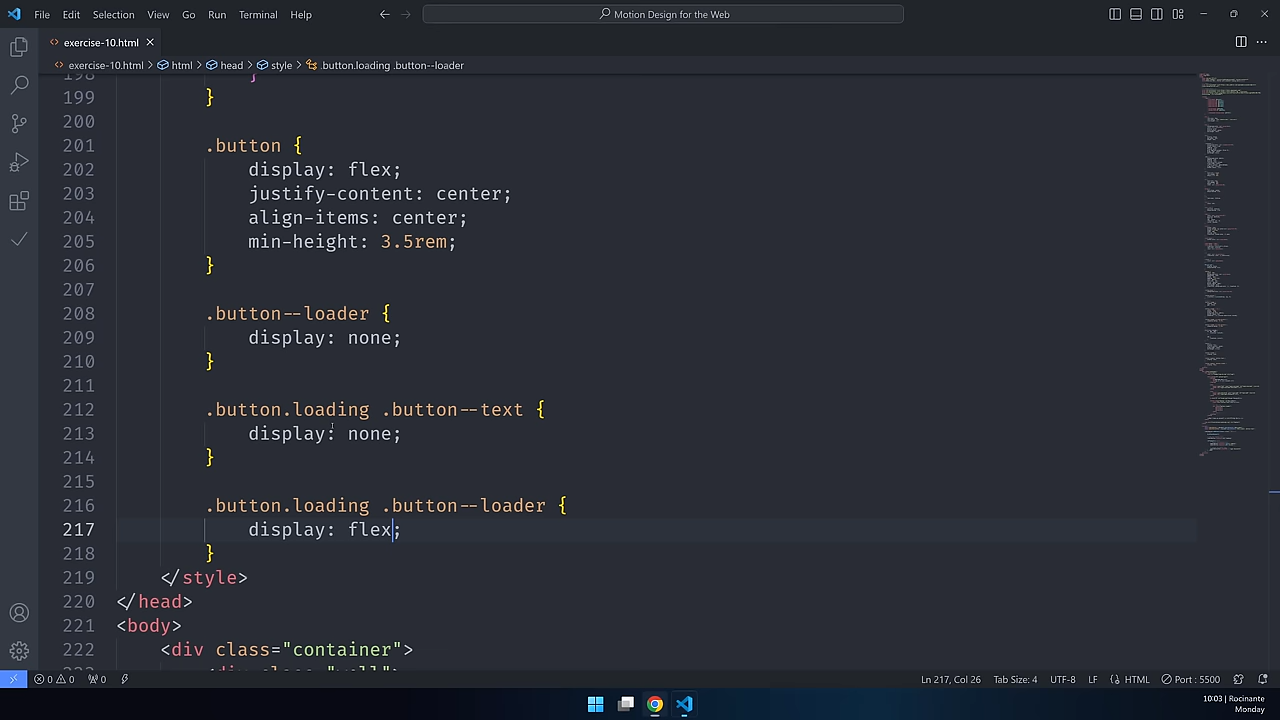 File Edit Selection View Go Run Terminal Help
Motion Design for the Web
exercise-10.html
exercise-10.html > html > head > style > .button.loading .button--loader
198 }
199 }
200
201 .button {
202 display: flex;
203 justify-content: center;
204 align-items: center;
205 min-height: 3.5rem;
206 }
207
208 .button--loader {
209 display: none;
210 }
211
212 .button.loading .button--text {
213 display: none;
214 }
215
216 .button.loading .button--loader {
217 display: flex;
218 }
219 </style>
220 </head>
221 <body>
222 <div class="container">
223 <div class="well">
0 0 0 Ln 217, Col 26 Tab Size: 4 UTF-8 LF HTML Port : 5500
10:03 | Rocinante
Monday